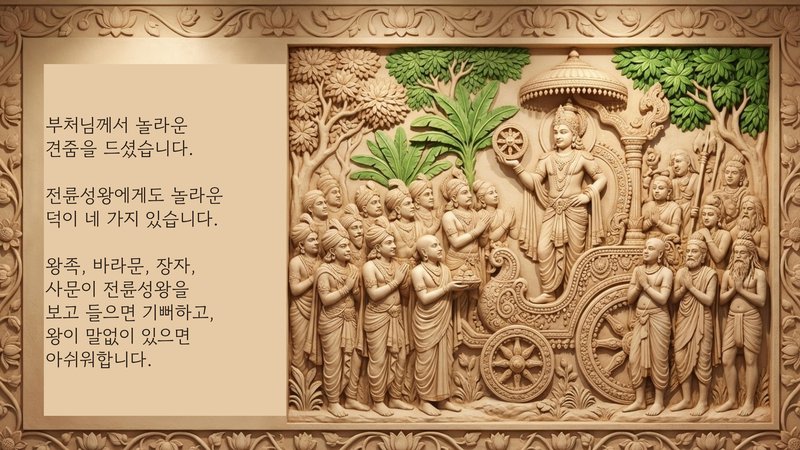 부처님께서 놀라운
견줌을 드셨습니다.
전륜성왕에게도 놀라운
덕이 네 가지 있습니다.
왕족, 바라문, 장자,
사문이 전륜성왕을
보고 들으면 기뻐하고,
왕이 말없이 있으면
아쉬워합니다.